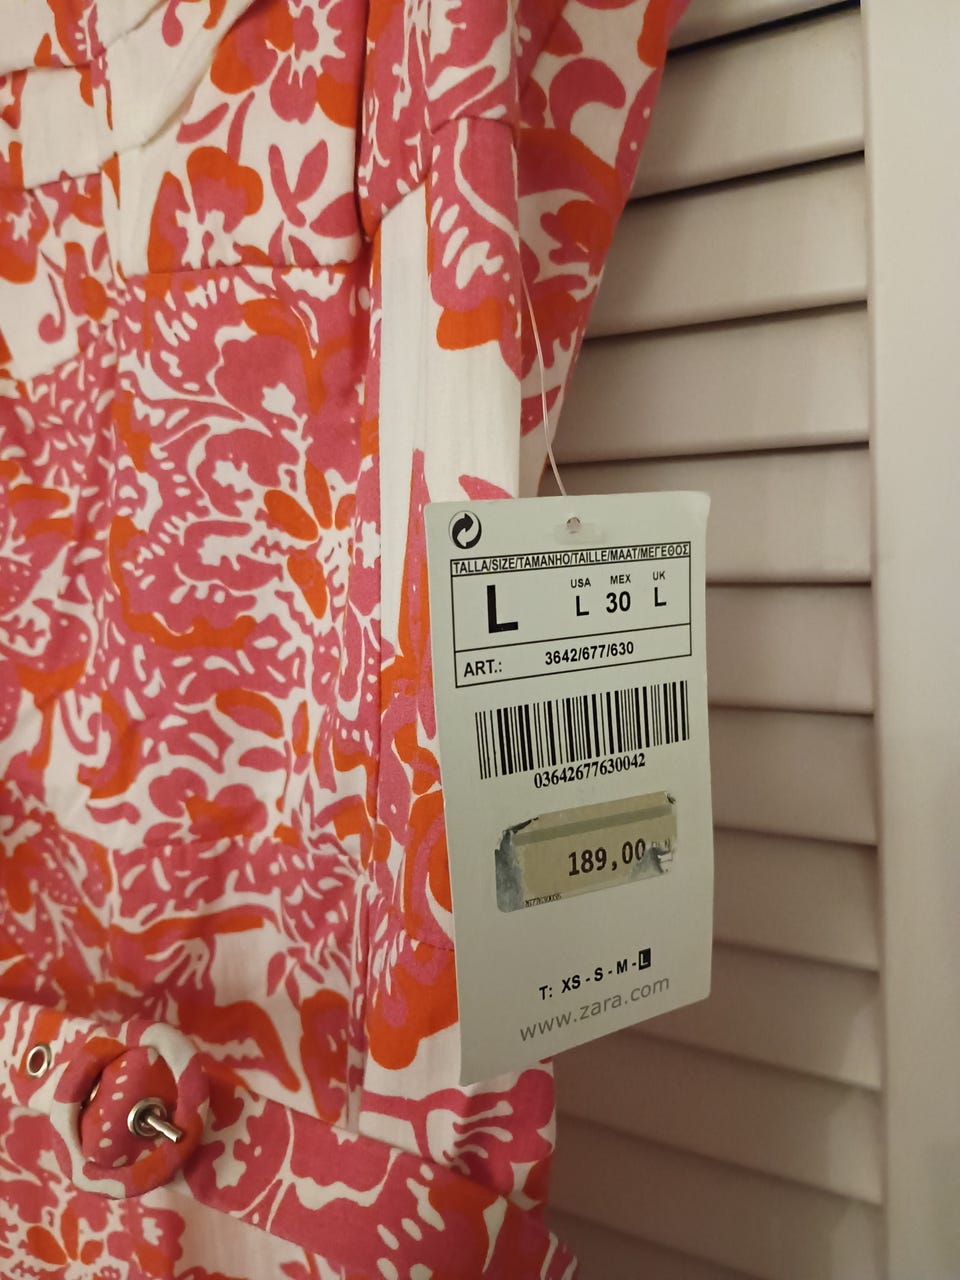 TALLA/SIZE/TAMANHO/TAILLE/MAAT/ΜΕΓΕΘΟΣ
USA MEX UK
L L 30 L
ART.: 3642/677/630
03642677630042
189,00
T: XS - S - M - L
www.zara.com